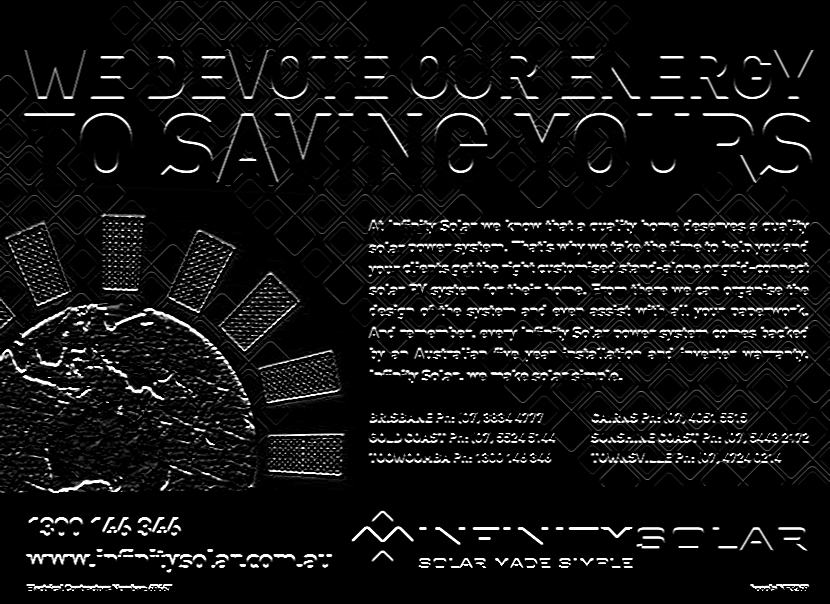 WE DEVOTE OUR ENERGY
TO SAVING YOURS
At Infinity Solar we know that a quality home deserves a quality
solar power system. That's why we take the time to help you and
your clients get the right customised stand-alone or grid-connect
solar PV system for their home. From there we can organise the
design of the system and even assist with all your paperwork.
And remember, every Infinity Solar power system comes backed
by an Australian five year installation and inverter warranty.
Infinity Solar, we make solar simple.
BRISBANE Ph: (07) 3834 4777
CAIRNS Ph: (07) 4051 5515
GOLD COAST Ph: (07) 5524 5144
SUNSHINE COAST Ph: (07) 5443 2172
TOOWOOMBA Ph: 1300 146 346
TOWNSVILLE Ph: (07) 4724 0214
1300 146 346
www.infinitysolar.com.au
INFINITYSOLAR
SOLAR MADE SIMPLE
Electrical Contractors Number: